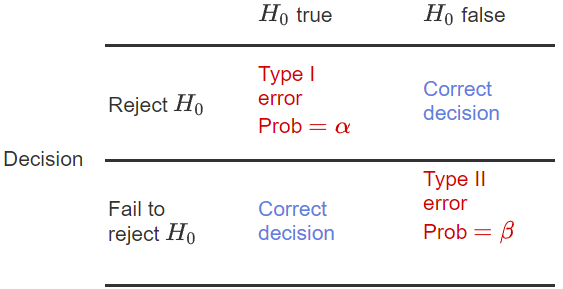 H₀ true H₀ false
Type I
error
Prob = α
Reject H₀
Correct
decision
Decision
Fail to
reject H₀
Correct
decision
Type II
error
Prob = β